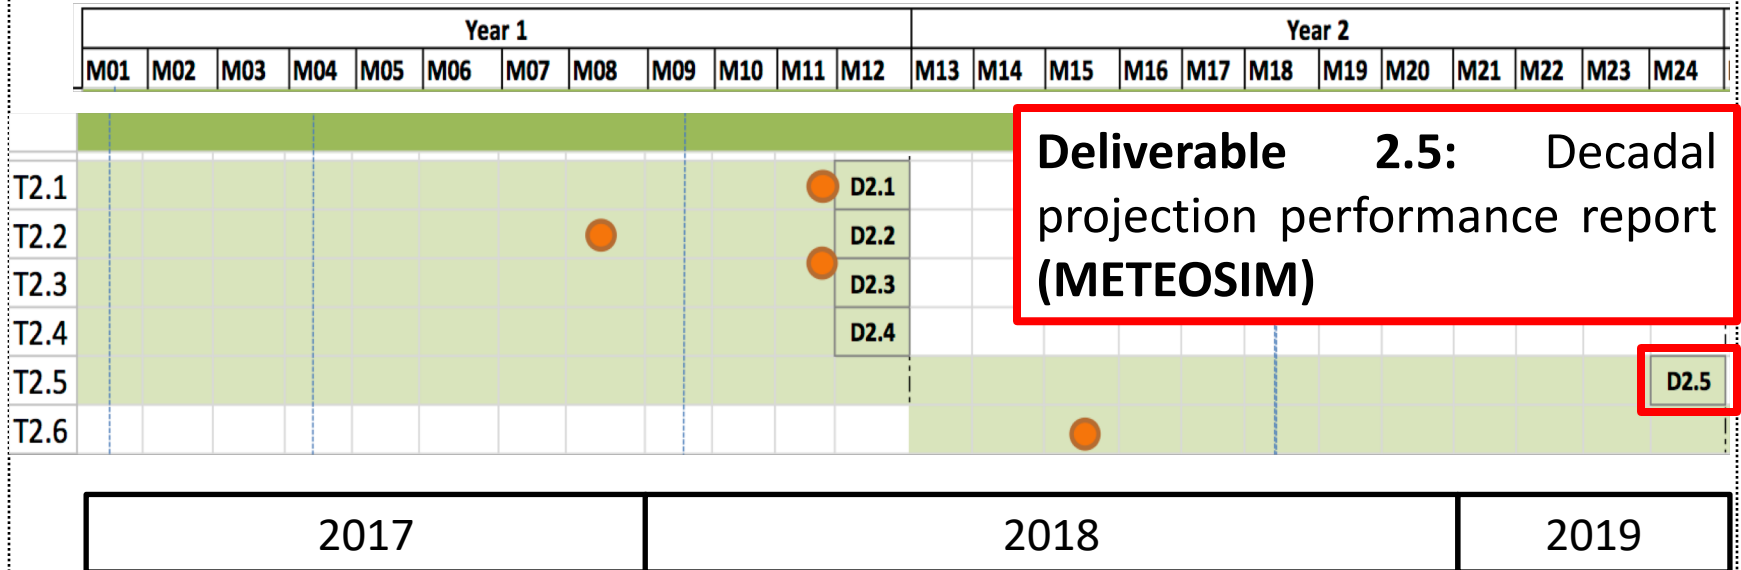 Year 1 Year 2
M01 M02 M03 M04 M05 M06 M07 M08 M09 M10 M11 M12 M13 M14 M15 M16 M17 M18 M19 M20 M21 M22 M23 M24
Deliverable 2.5: Decadal
projection performance report
(METEOSIM)
T2.1 D2.1
T2.2 D2.2
T2.3 D2.3
T2.4 D2.4
T2.5 D2.5
T2.6
2017 2018 2019